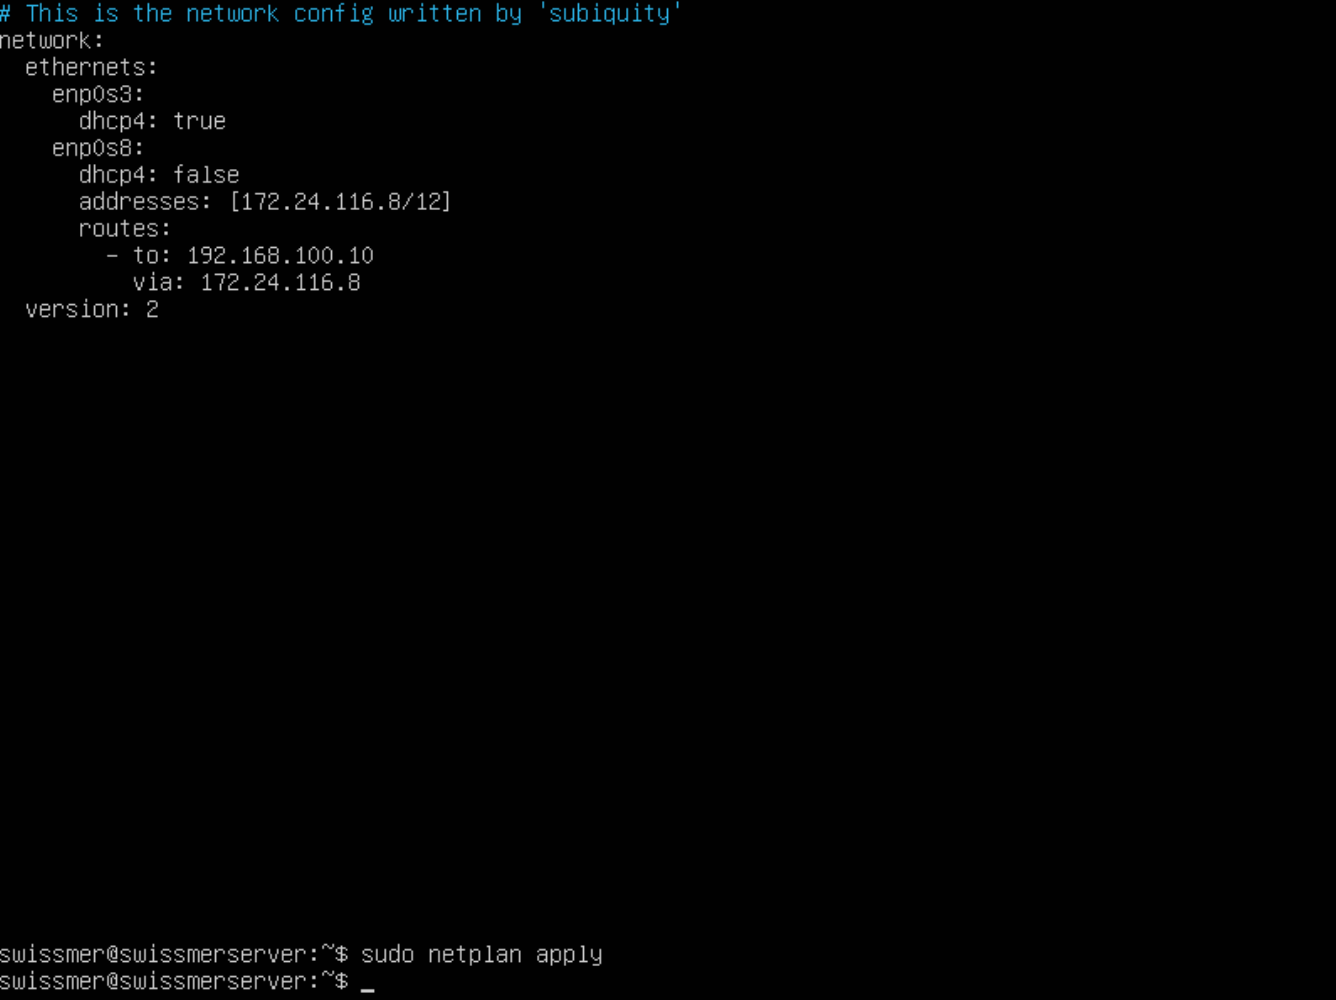 # This is the network config written by 'subiquity'
network:
  ethernets:
    enp0s3:
      dhcp4: true
    enp0s8:
      dhcp4: false
      addresses: [172.24.116.8/12]
      routes:
        - to: 192.168.100.10
          via: 172.24.116.8
  version: 2
swissmer@swissmerserver:~$ sudo netplan apply
swissmer@swissmerserver:~$ _